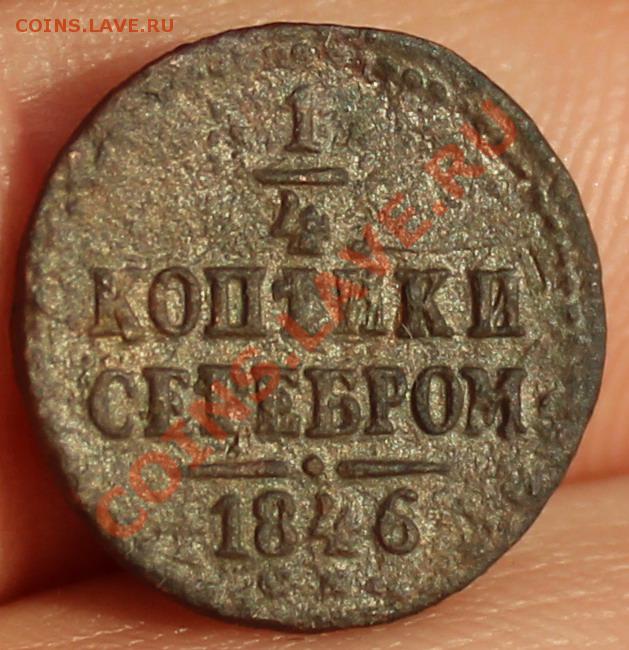 COINS.LAVE.RU
1
4
КОПѢЙКИ
СЕРЕБРОМ
1846
COINS.LAVE.RU